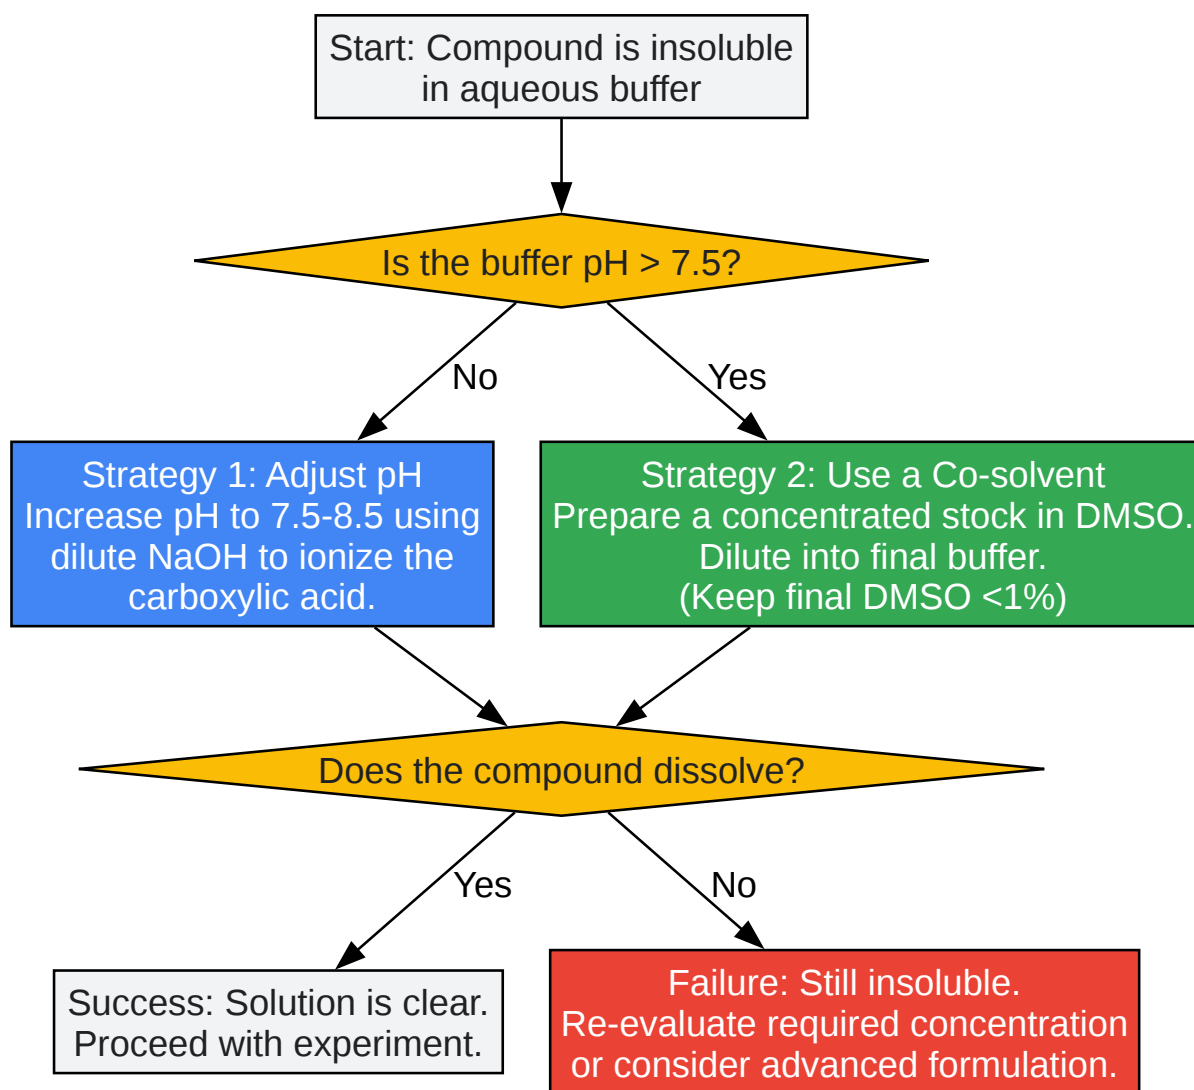 Start: Compound is insoluble
in aqueous buffer
Is the buffer pH > 7.5?
No
Yes
Strategy 1: Adjust pH
Increase pH to 7.5-8.5 using
dilute NaOH to ionize the
carboxylic acid.
Strategy 2: Use a Co-solvent
Prepare a concentrated stock in DMSO.
Dilute into final buffer.
(Keep final DMSO <1%)
Does the compound dissolve?
Yes
No
Success: Solution is clear.
Proceed with experiment.
Failure: Still insoluble.
Re-evaluate required concentration
or consider advanced formulation.